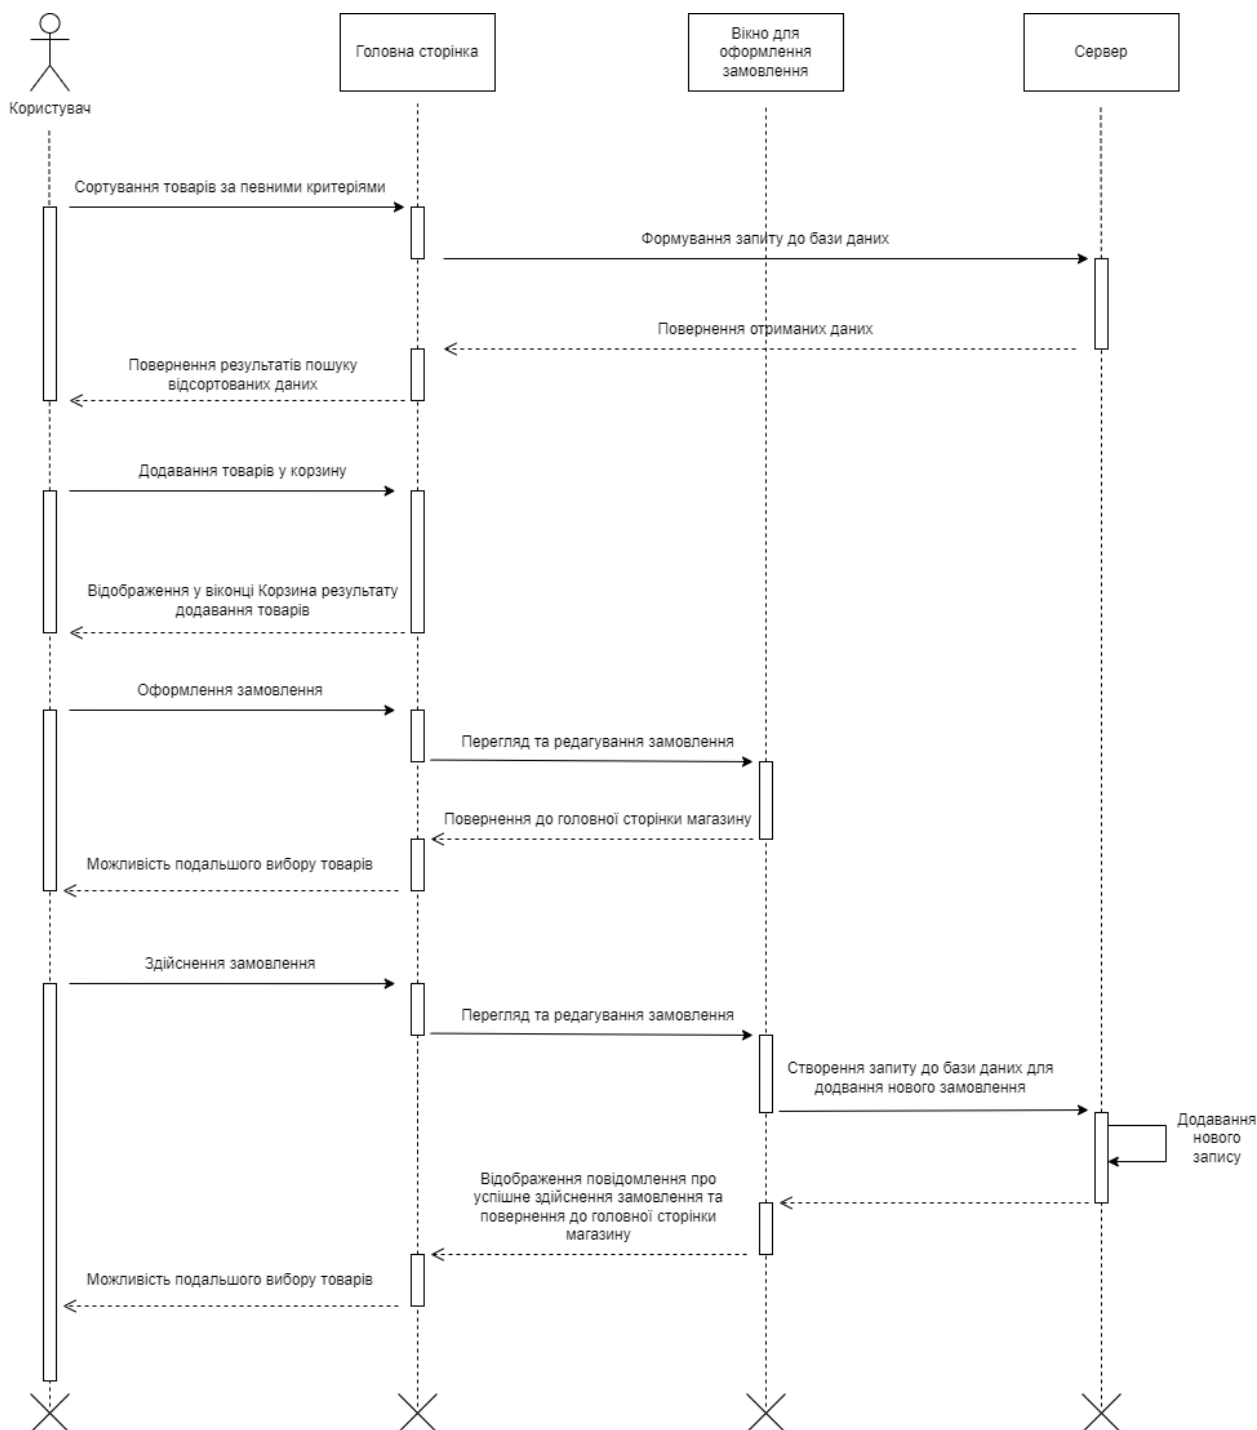 Користувач
Головна сторінка
Вікно для
оформлення
замовлення
Сервер
Сортування товарів за певними критеріями
Формування запиту до бази даних
Повернення отриманих даних
Повернення результатів пошуку
відсортованих даних
Додавання товарів у корзину
Відображення у віконці Корзина результату
додавання товарів
Оформлення замовлення
Перегляд та редагування замовлення
Повернення до головної сторінки магазину
Можливість подальшого вибору товарів
Здійснення замовлення
Перегляд та редагування замовлення
Створення запиту до бази даних для
додвання нового замовлення
Додавання
нового
запису
Відображення повідомлення про
успішне здійснення замовлення та
повернення до головної сторінки
магазину
Можливість подальшого вибору товарів